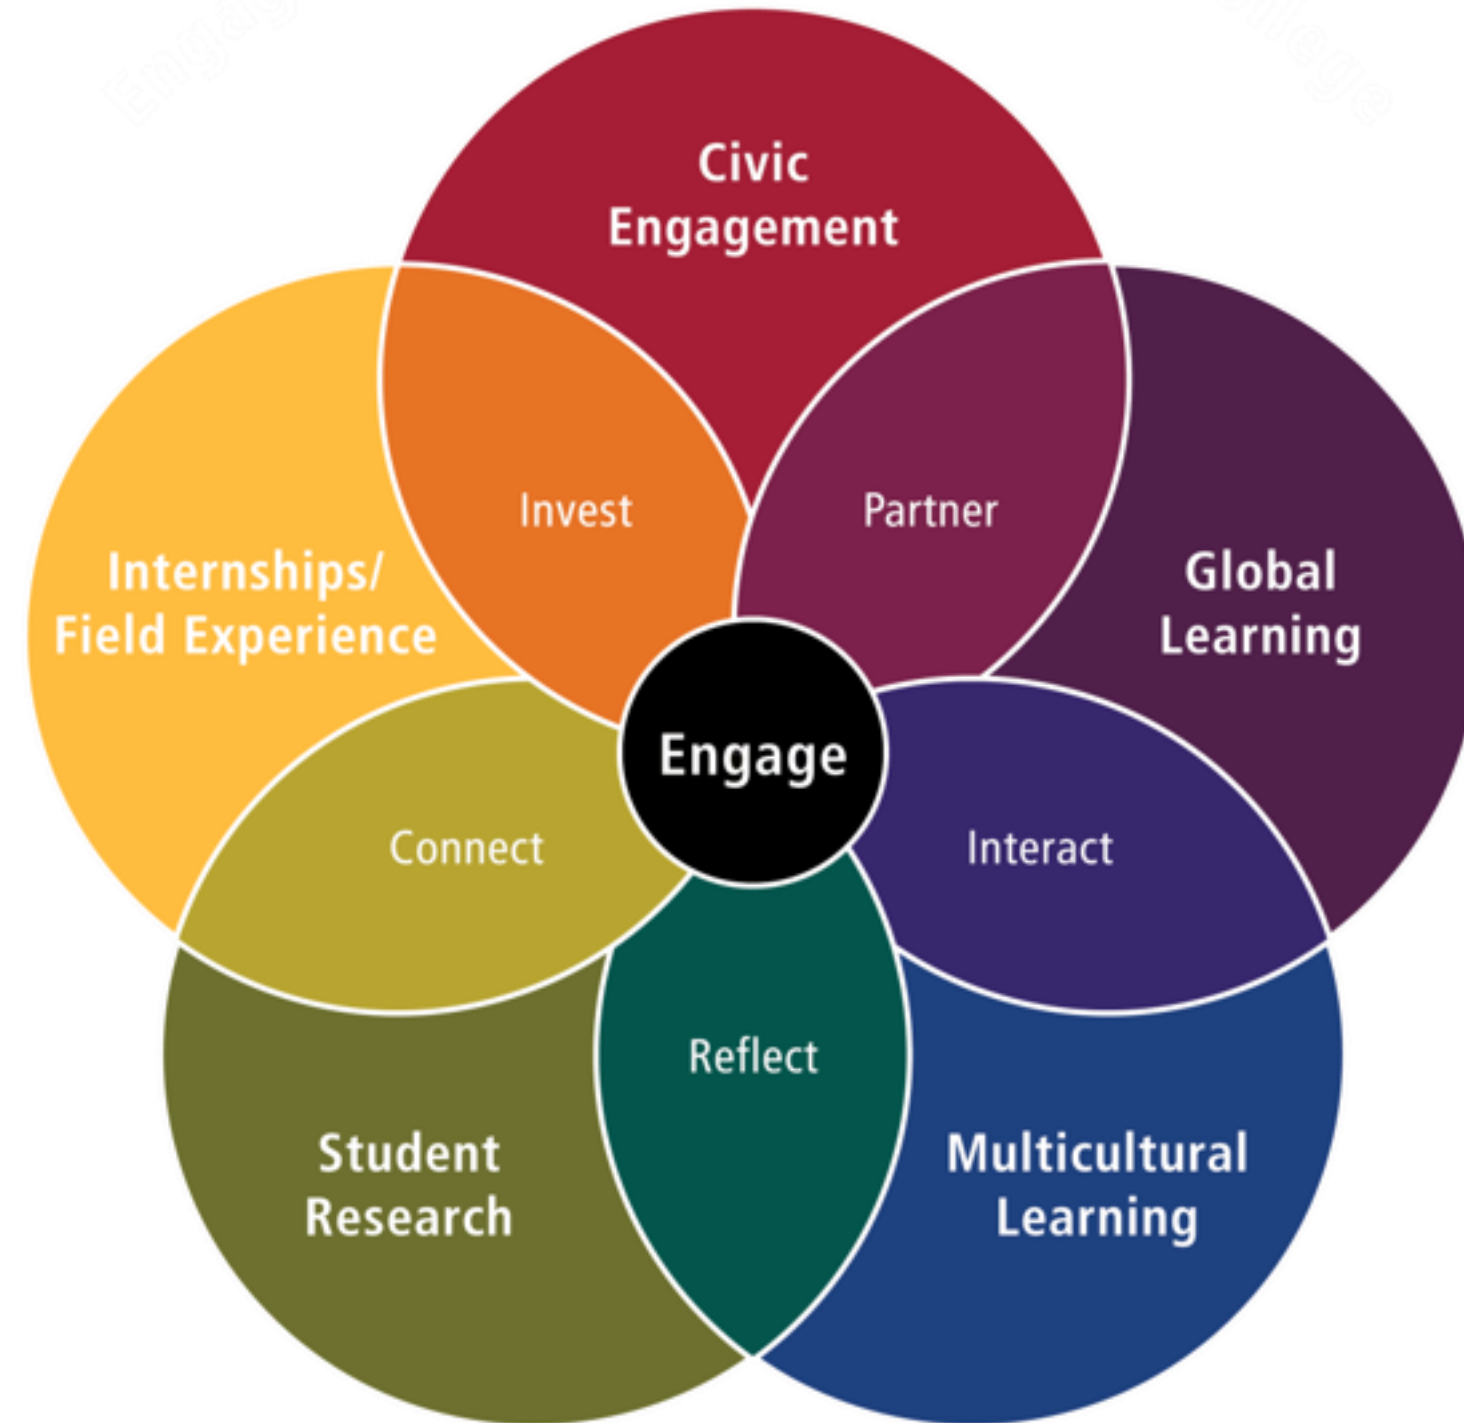 Civic
Engagement
Invest
Partner
Internships/
Field Experience
Global
Learning
Engage
Connect
Interact
Reflect
Student
Research
Multicultural
Learning